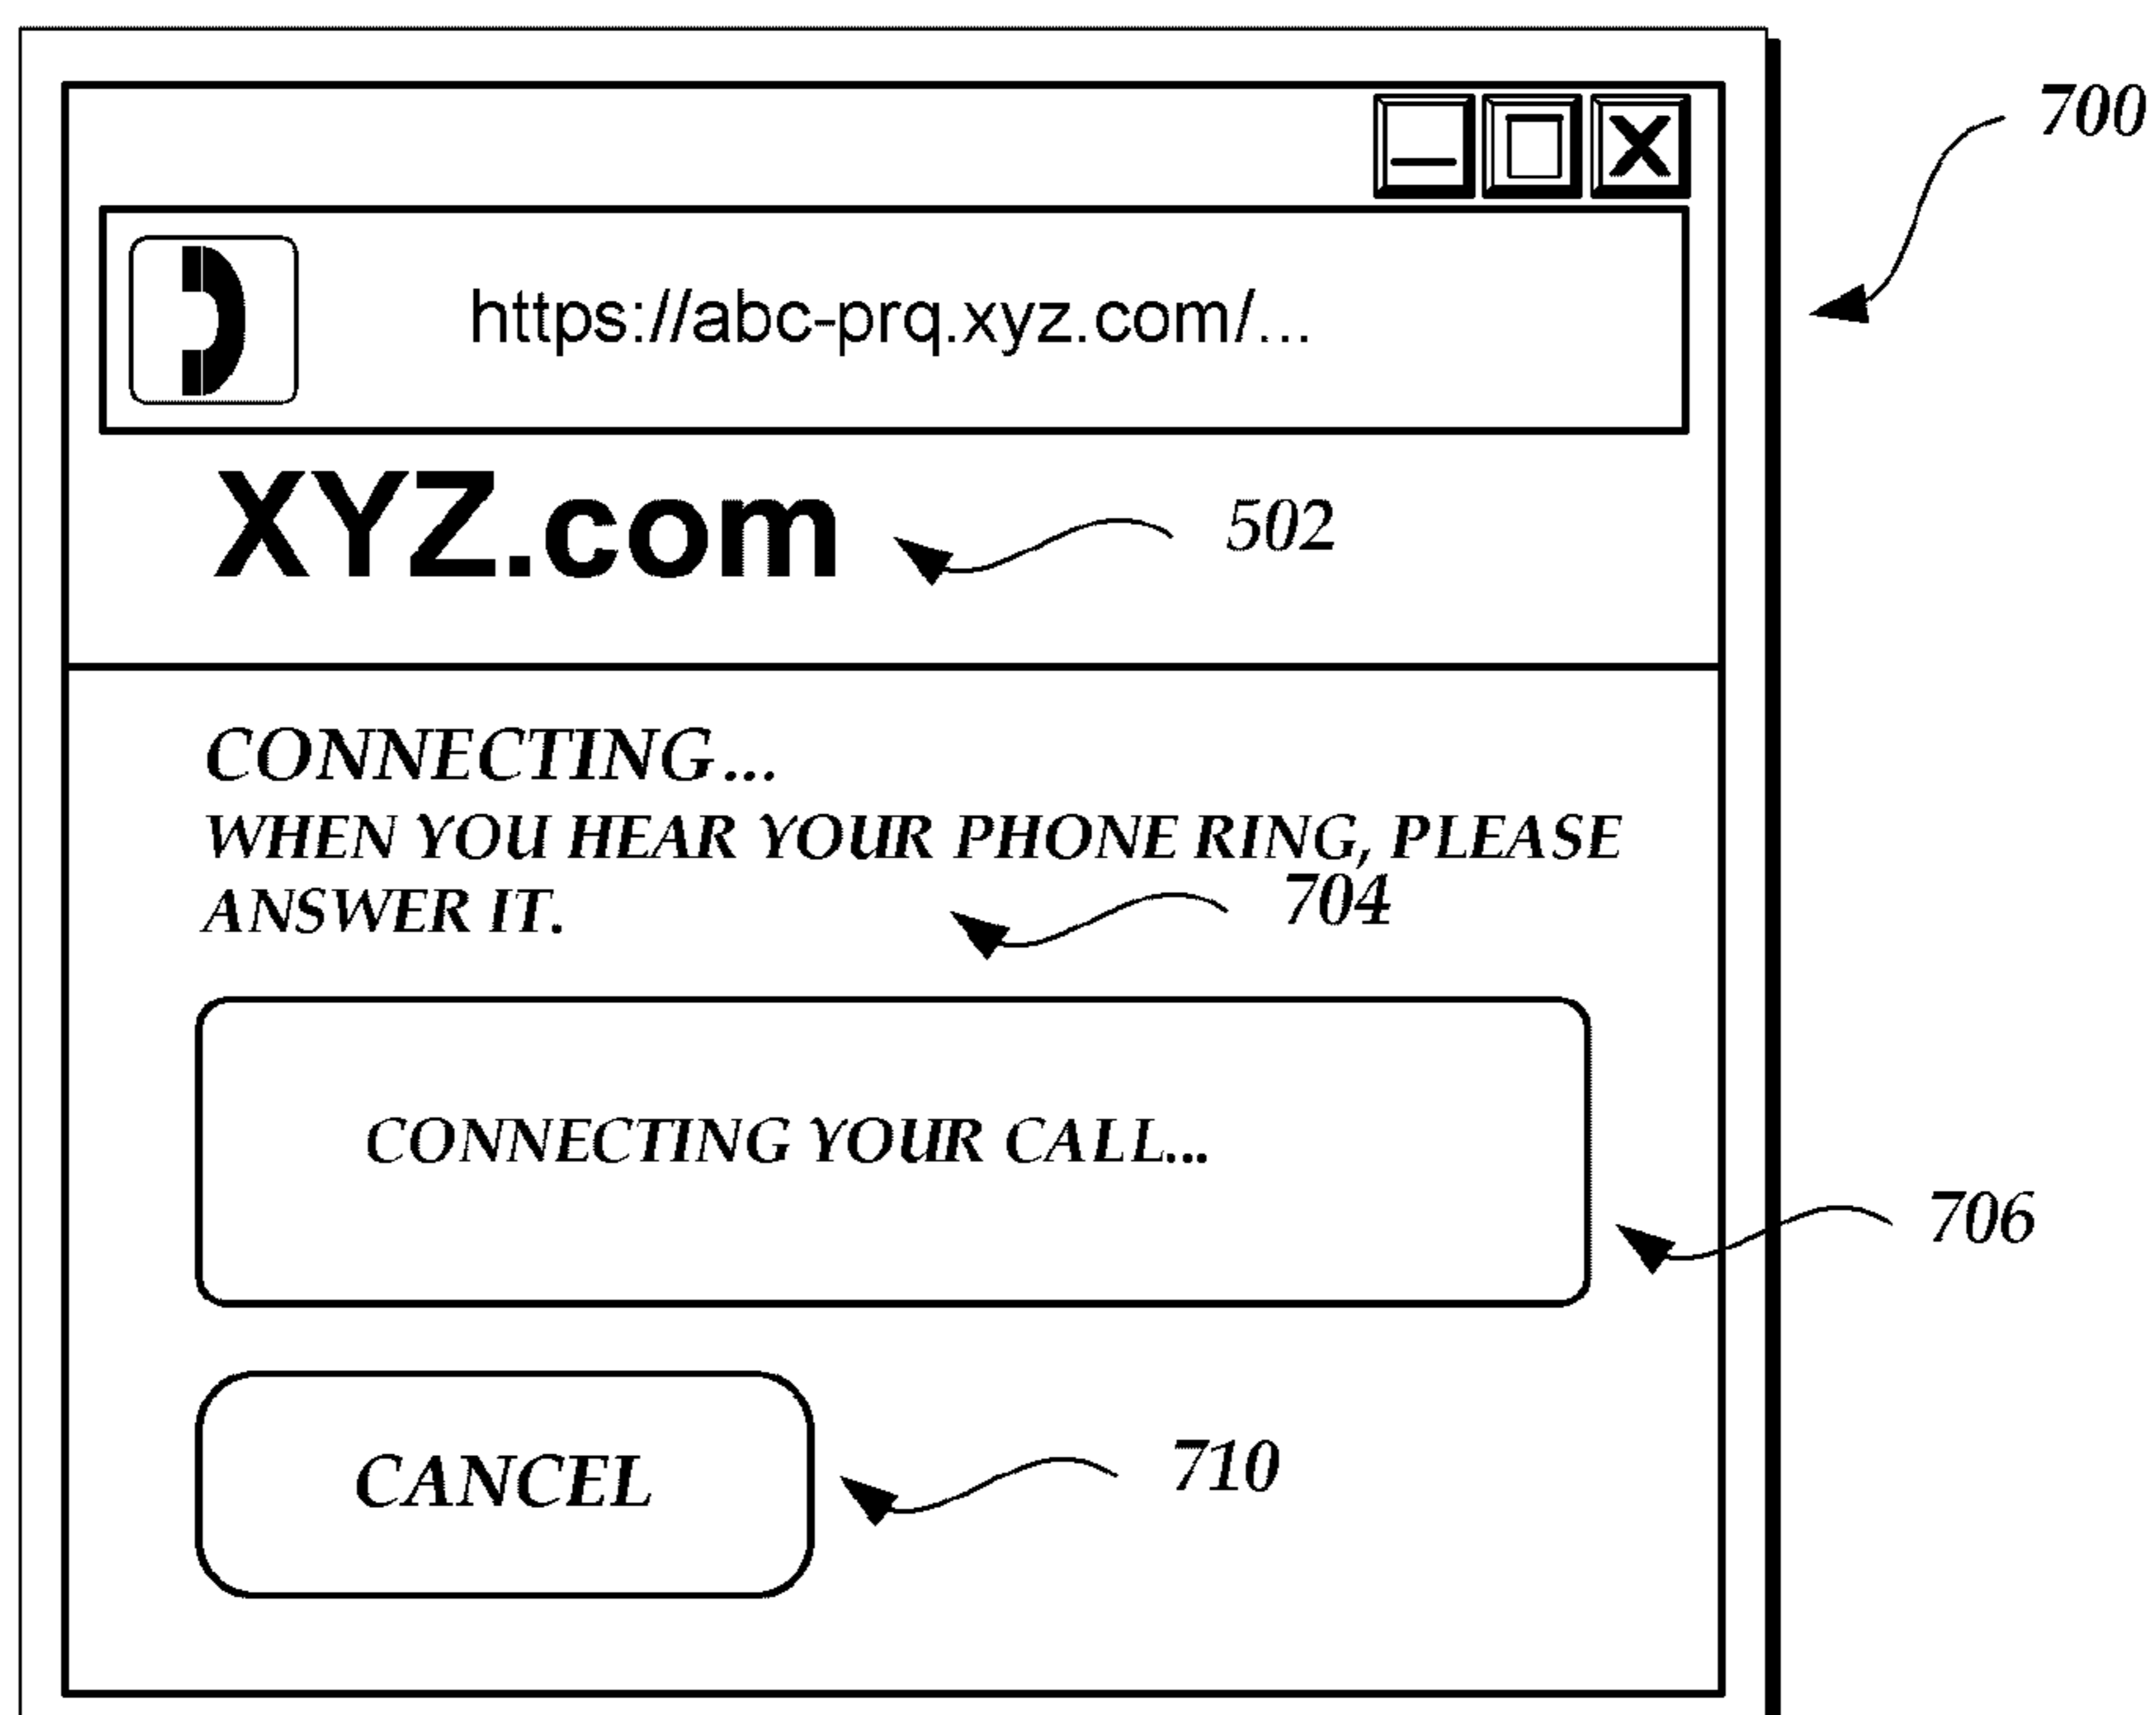 700
https://abc-prq.xyz.com/...
XYZ.com
502
CONNECTING...
WHEN YOU HEAR YOUR PHONE RING, PLEASE
ANSWER IT.
704
CONNECTING YOUR CALL...
706
CANCEL
710